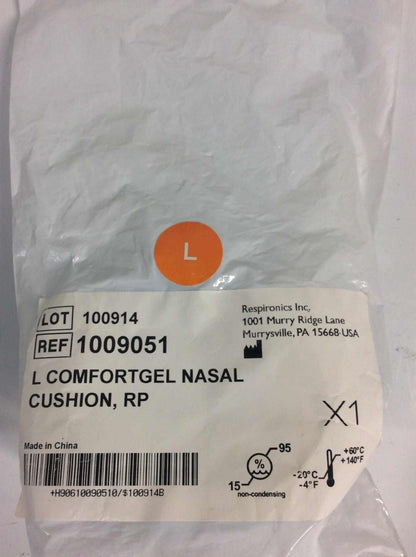 L
LOT 100914
REF 1009051
L COMFORTGEL NASAL
CUSHION, RP
Respironics Inc,
1001 Murry Ridge Lane
Murrysville, PA 15668·USA
X1
Made in China
+H90610090510/$100914B
95
%
15
non-condensing
+60°C
+140°F
-20°C
-4°F